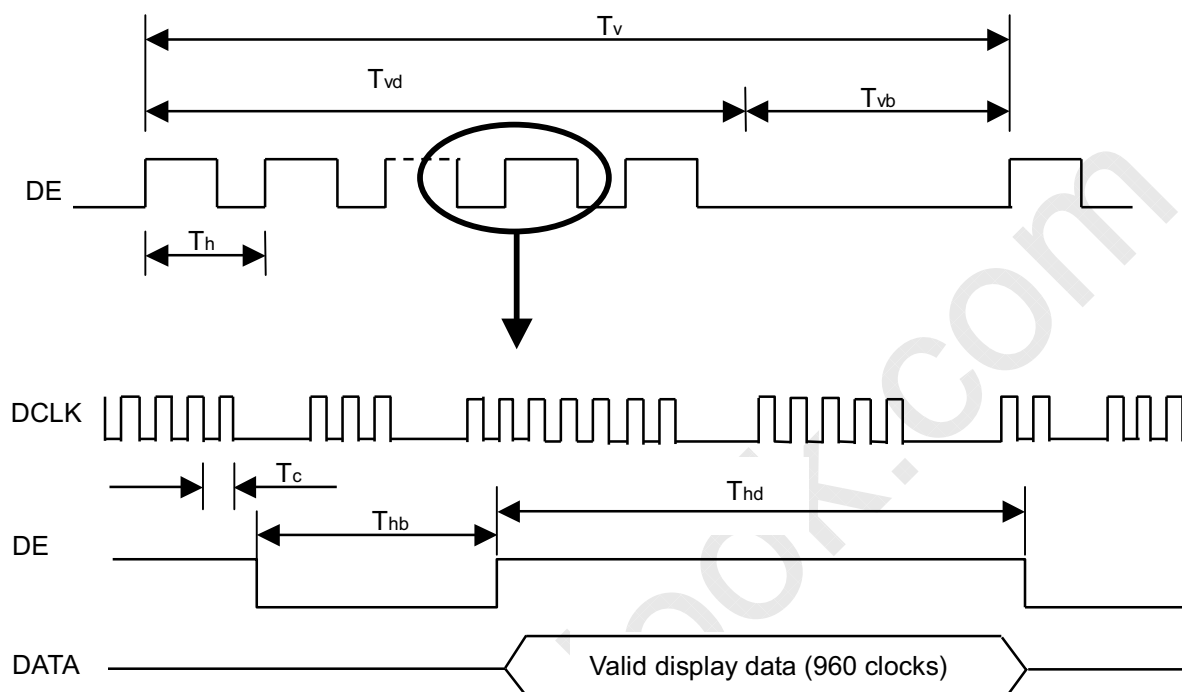 Tv
Tvd
Tvb
DE
Th
DCLK
Tc
Thb
Thd
DE
DATA
Valid display data (960 clocks)